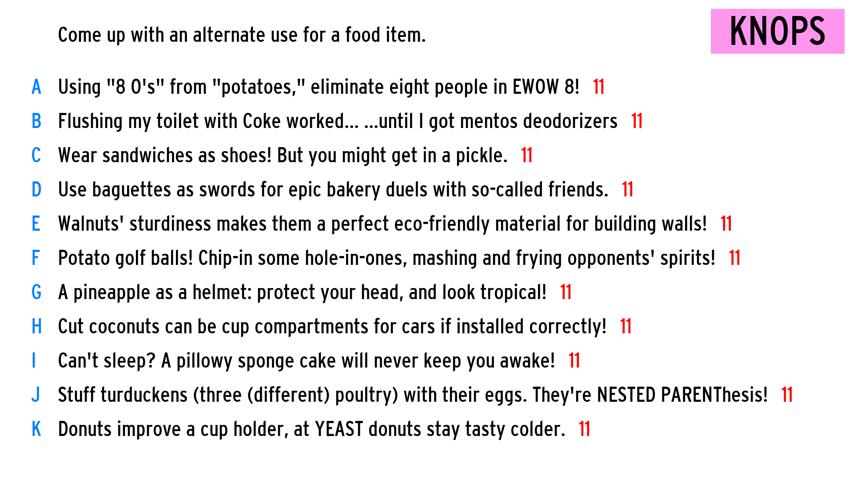 Come up with an alternate use for a food item.
KNOPS
A Using "8 O's" from "potatoes," eliminate eight people in EWOW 8! 11
B Flushing my toilet with Coke worked... ...until I got mentos deodorizers 11
C Wear sandwiches as shoes! But you might get in a pickle. 11
D Use baguettes as swords for epic bakery duels with so-called friends. 11
E Walnuts' sturdiness makes them a perfect eco-friendly material for building walls! 11
F Potato golf balls! Chip-in some hole-in-ones, mashing and frying opponents' spirits! 11
G A pineapple as a helmet: protect your head, and look tropical! 11
H Cut coconuts can be cup compartments for cars if installed correctly! 11
I Can't sleep? A pillowy sponge cake will never keep you awake! 11
J Stuff turduckens (three (different) poultry) with their eggs. They're NESTED PARENThesis! 11
K Donuts improve a cup holder, at YEAST donuts stay tasty colder. 11